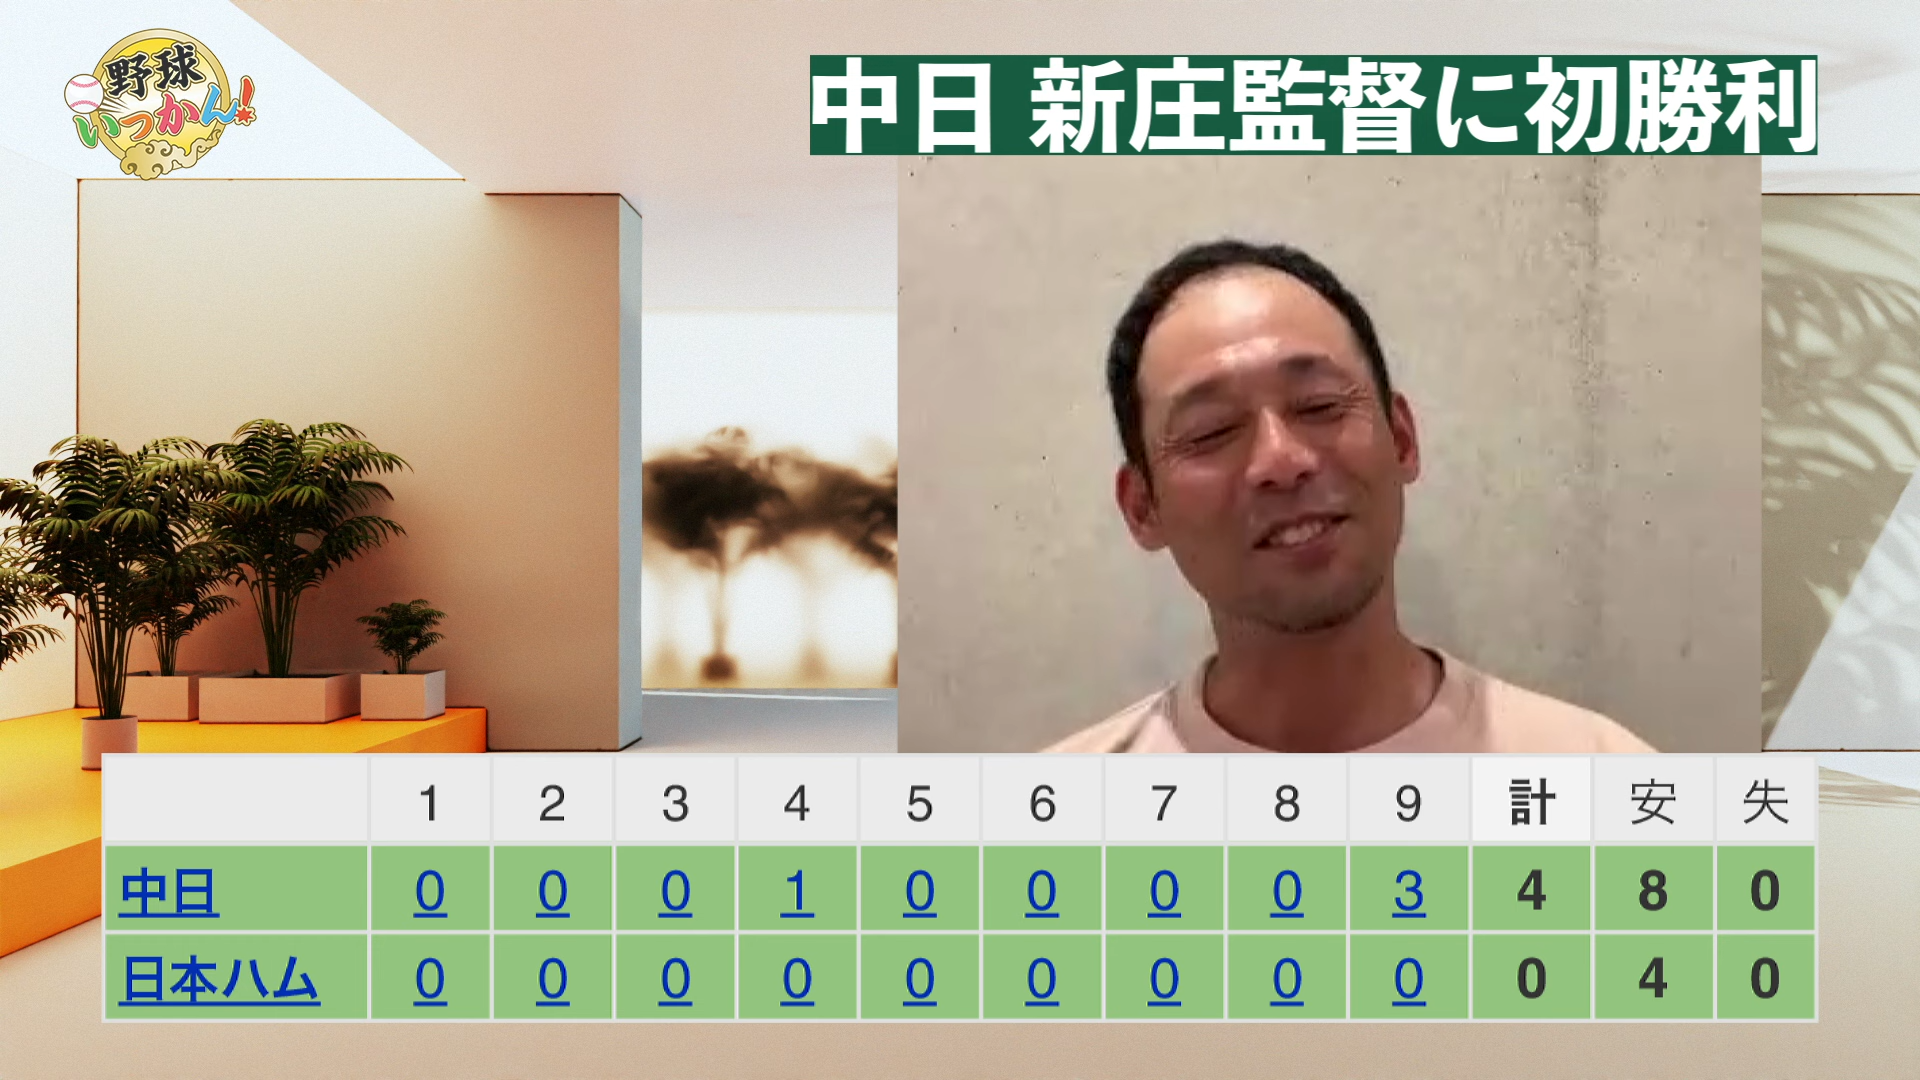 野球
いっかん!
中日 新庄監督に初勝利
1 2 3 4 5 6 7 8 9 計 安 失
中日 0 0 0 1 0 0 0 0 3 4 8 0
日本ハム 0 0 0 0 0 0 0 0 0 0 4 0